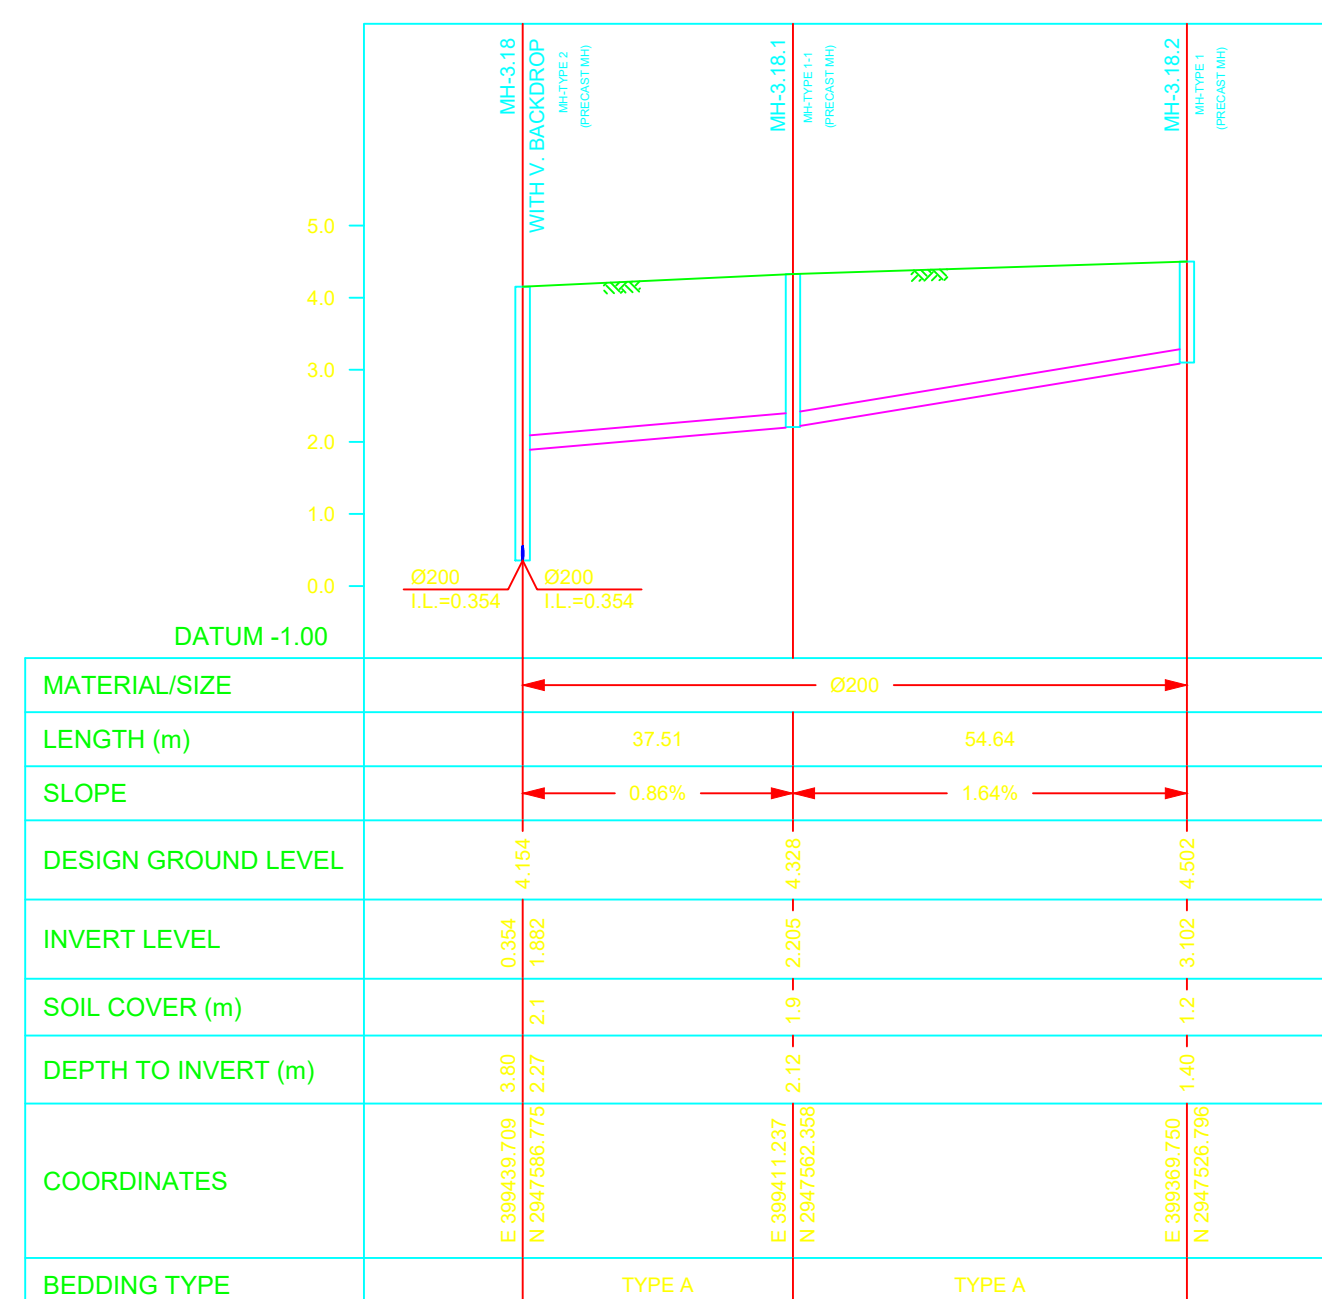 MH-3.18
WITH V. BACKDROP
MH-TYPE 2
(PRECAST MH)
MH-3.18.1
MH-TYPE 1-1
(PRECAST MH)
MH-3.18.2
MH-TYPE 1
(PRECAST MH)
5.0
4.0
3.0
2.0
1.0
0.0
Ø200
I.L.=0.354
Ø200
I.L.=0.354
DATUM -1.00
MATERIAL/SIZE
Ø200
LENGTH (m)
37.51
54.64
SLOPE
0.86%
1.64%
DESIGN GROUND LEVEL
4.154
4.328
4.502
INVERT LEVEL
0.354
1.882
2.205
3.102
SOIL COVER (m)
2.1
1.9
1.2
DEPTH TO INVERT (m)
3.80
2.27
2.12
1.40
COORDINATES
E 399439.709
N 2947586.775
E 399411.237
N 2947562.358
E 399369.750
N 2947526.796
BEDDING TYPE
TYPE A
TYPE A